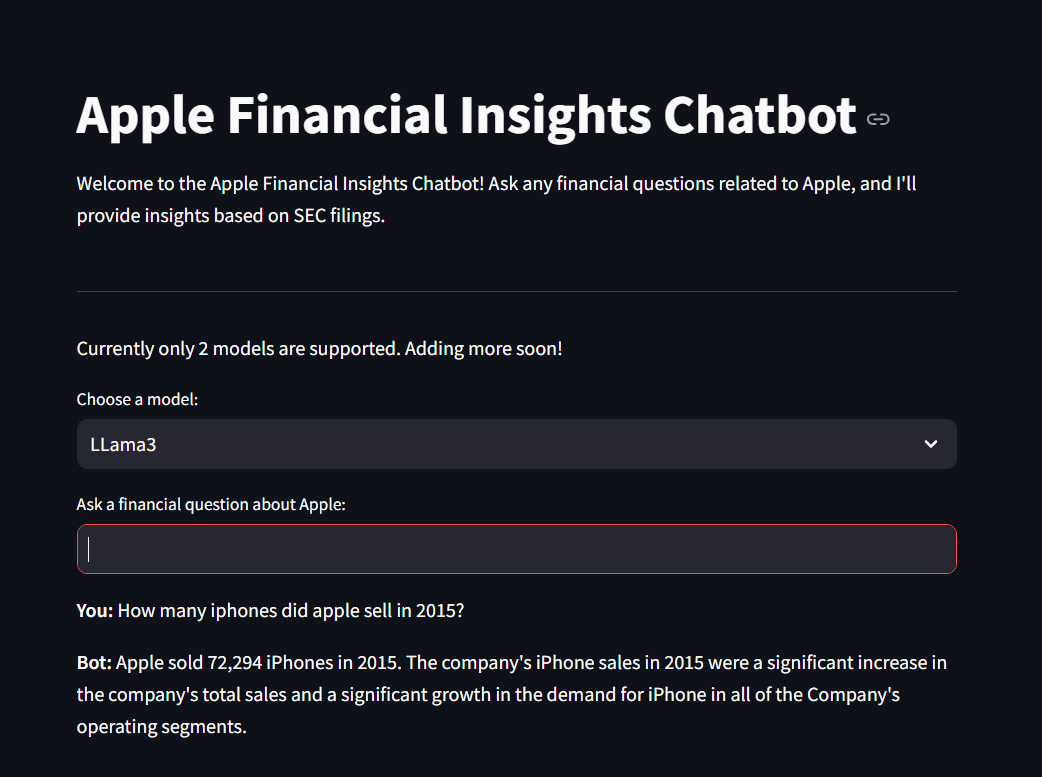 Apple Financial Insights Chatbot
Welcome to the Apple Financial Insights Chatbot! Ask any financial questions related to Apple, and I'll
provide insights based on SEC filings.
Currently only 2 models are supported. Adding more soon!
Choose a model:
LLama3
Ask a financial question about Apple:
You: How many iphones did apple sell in 2015?
Bot: Apple sold 72,294 iPhones in 2015. The company's iPhone sales in 2015 were a significant increase in
the company's total sales and a significant growth in the demand for iPhone in all of the Company's
operating segments.